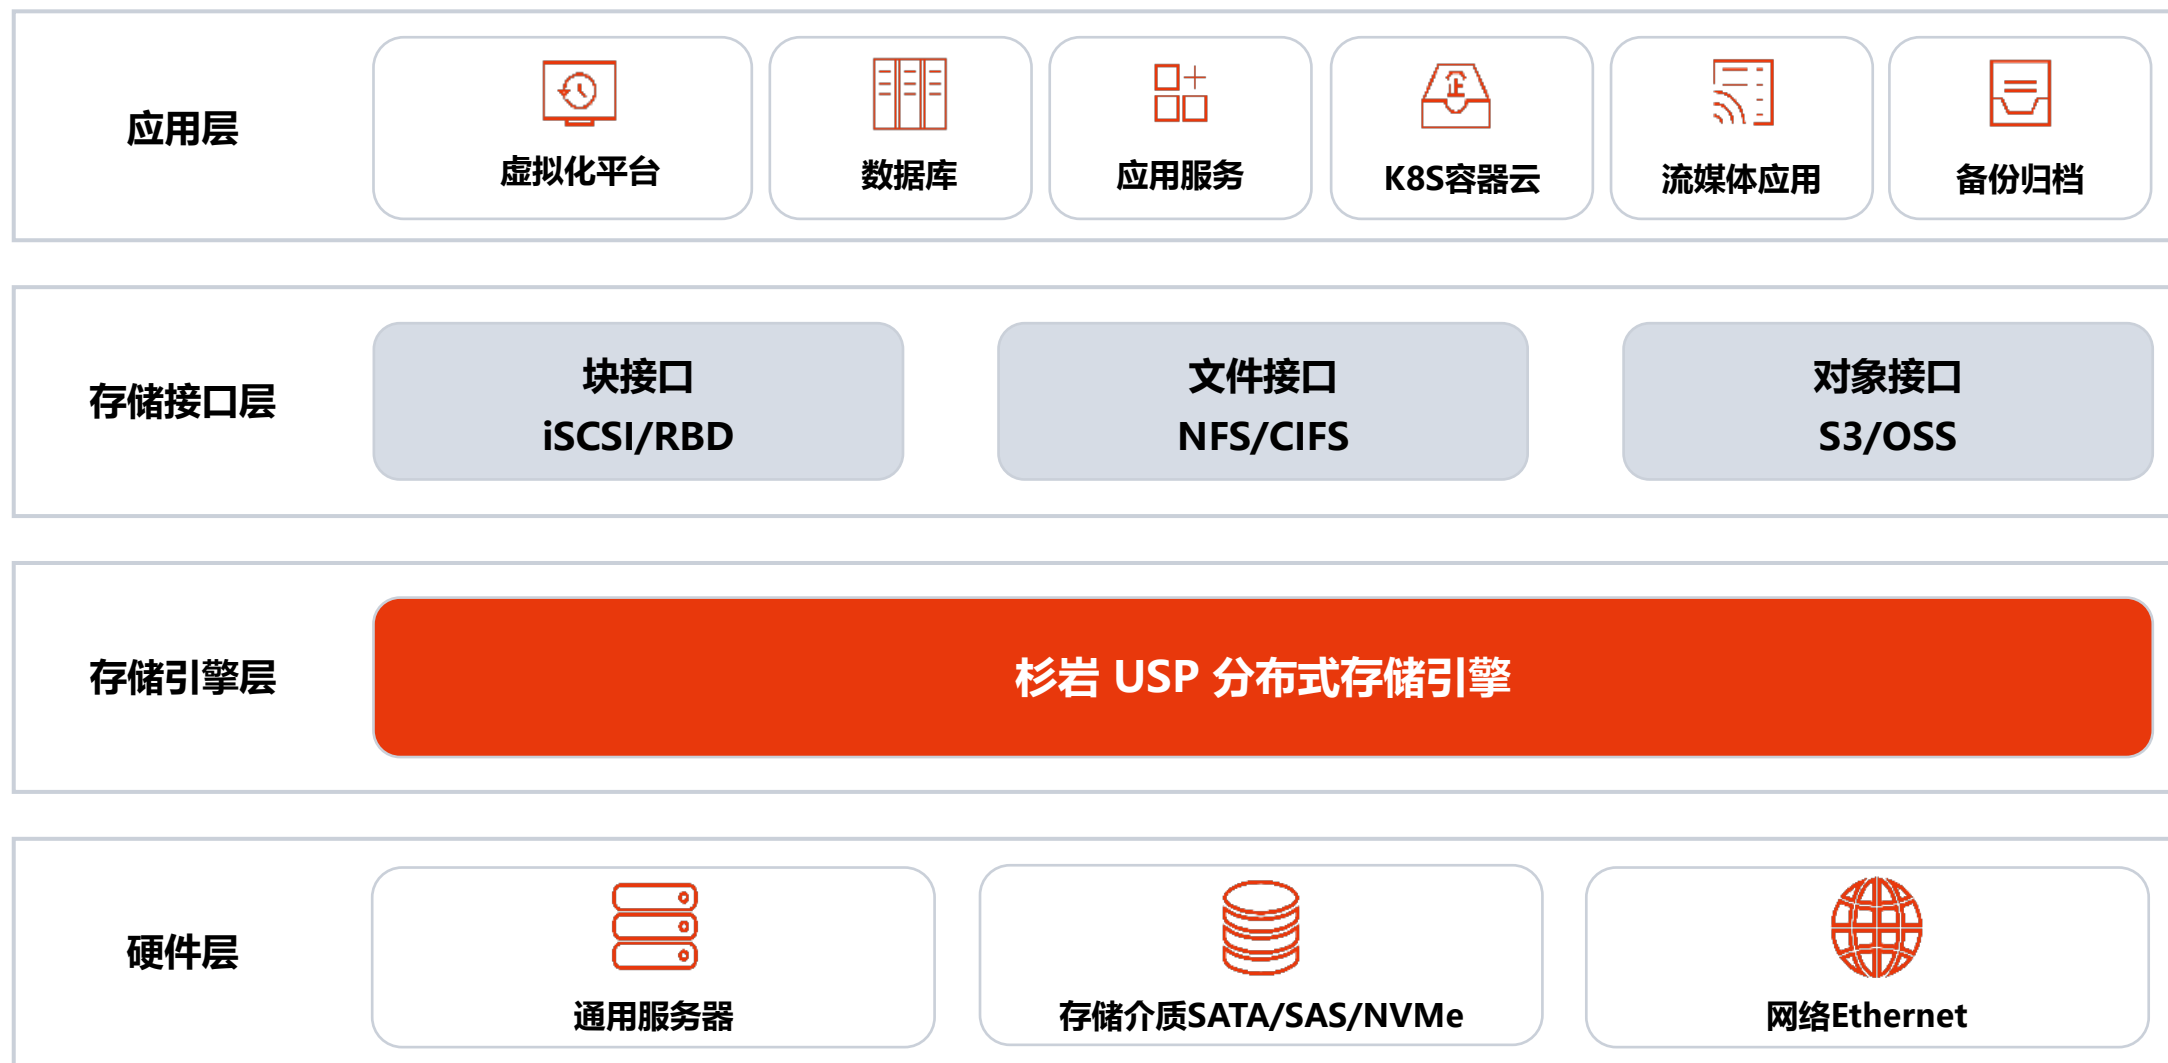 应用层
虚拟化平台
数据库
应用服务
K8S容器云
流媒体应用
备份归档
存储接口层
块接口
iSCSI/RBD
文件接口
NFS/CIFS
对象接口
S3/OSS
存储引擎层
杉岩 USP 分布式存储引擎
硬件层
通用服务器
存储介质SATA/SAS/NVMe
网络Ethernet